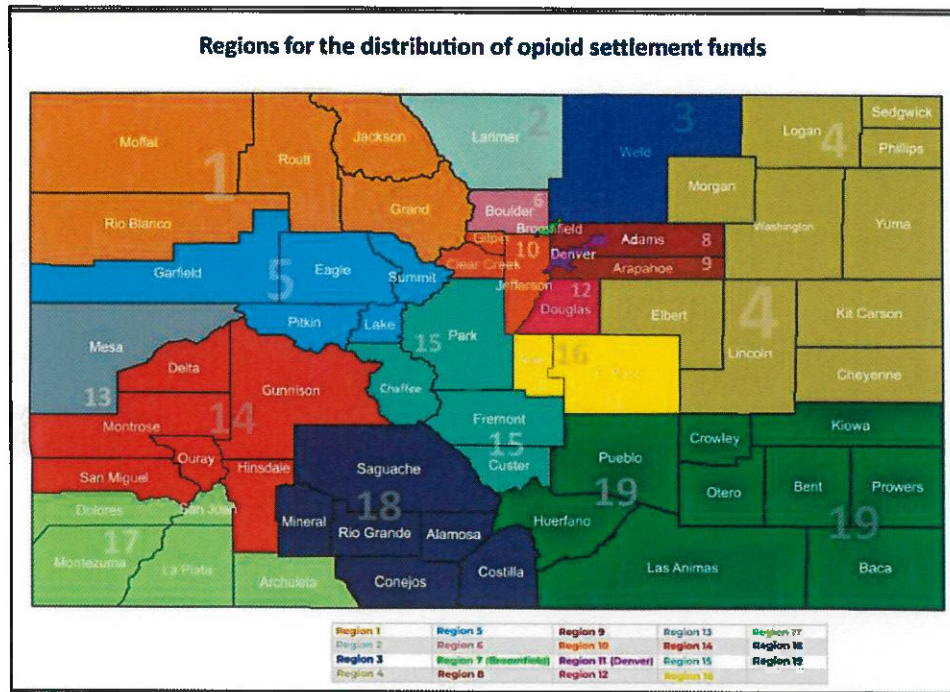 Regions for the distribution of opioid settlement funds
Moffat
Routt
Jackson
Larimer
2
3
Weld
Logan
4
Sedgwick
Phillips
1
Morgan
Washington
Yuma
Rio Blanco
Grand
Boulder
6
Broomfield
Gilpin
10
Denver
Adams
8
Clear Creek
Arapahoe
9
Garfield
5
Eagle
Summit
Jefferson
12
Douglas
Elbert
4
Kit Carson
Pitkin
Lake
15
Park
16
Lincoln
Mesa
13
Delta
Gunnison
Chaffee
Cheyenne
Montrose
14
Fremont
15
Custer
Pueblo
Crowley
Kiowa
Ouray
Hinsdale
Saguache
San Miguel
Otero
Bent
Prowers
Dolores
San Juan
18
19
19
Mineral
Rio Grande
Alamosa
Huerfano
17
Montezuma
La Plata
Archuleta
Conejos
Costilla
Las Animas
Baca
Region 1
Region 5
Region 9
Region 13
Region 17
Region 2
Region 6
Region 10
Region 14
Region 18
Region 3
Region 7 (Broomfield)
Region 11 (Denver)
Region 15
Region 19
Region 4
Region 8
Region 12
Region 16